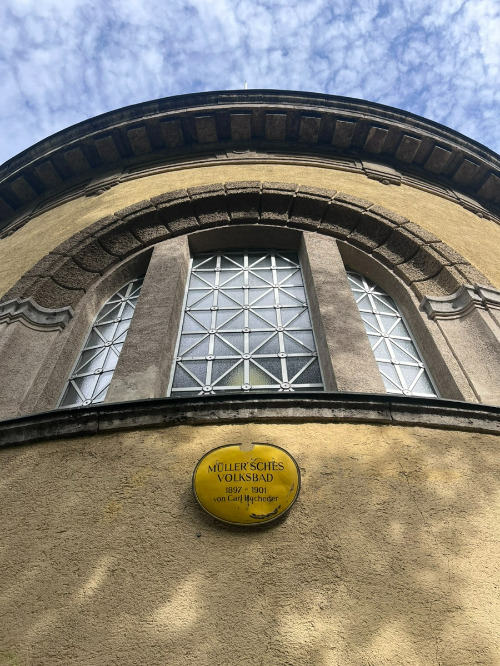 MÜLLER'SCHES
VOLKSBAD
1897 - 1901
von Carl Hocheder